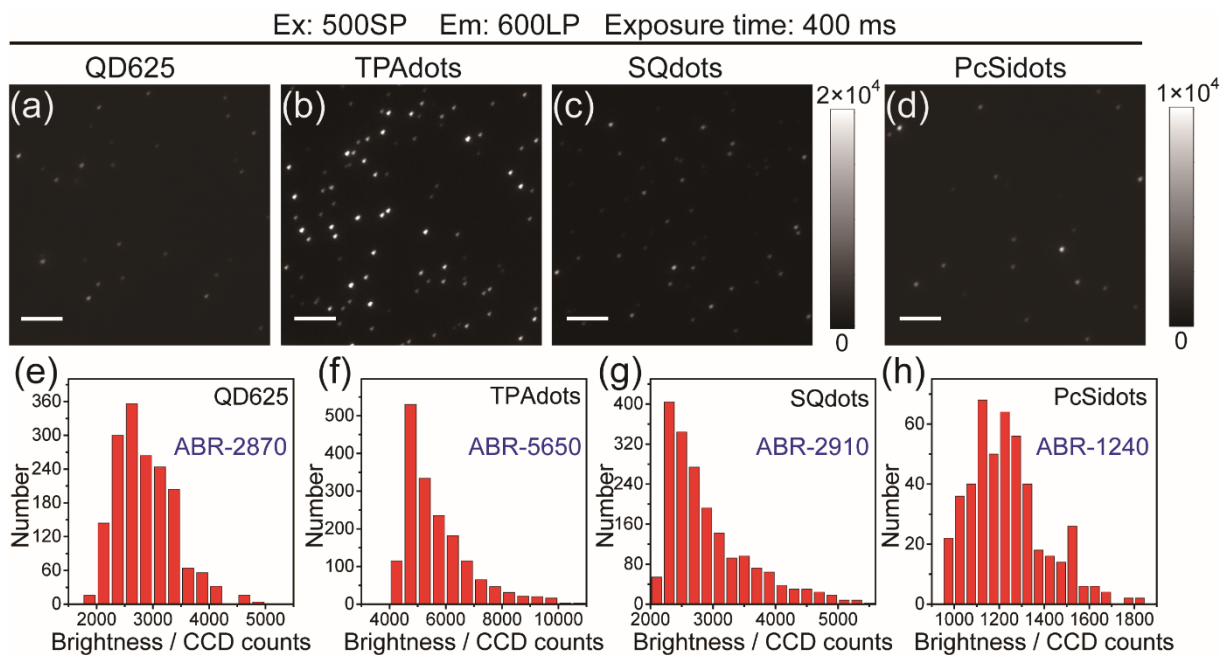 Ex: 500SP Em: 600LP Exposure time: 400 ms
QD625 TPAdots SQdots PcSidots
(a) (b) (c) 2×10⁴ (d) 1×10⁴
0 0
(e) (f) (g) (h)
QD625 TPAdots SQdots PcSidots
ABR-2870 ABR-5650 ABR-2910 ABR-1240
Number Number Number Number
360 300 240 180 120 60 0
500 400 300 200 100 0
400 320 240 160 80 0
60 40 20 0
2000 3000 4000 5000 4000 6000 8000 10000 2000 3000 4000 5000 1000 1200 1400 1600 1800
Brightness / CCD counts Brightness / CCD counts Brightness / CCD counts Brightness / CCD counts